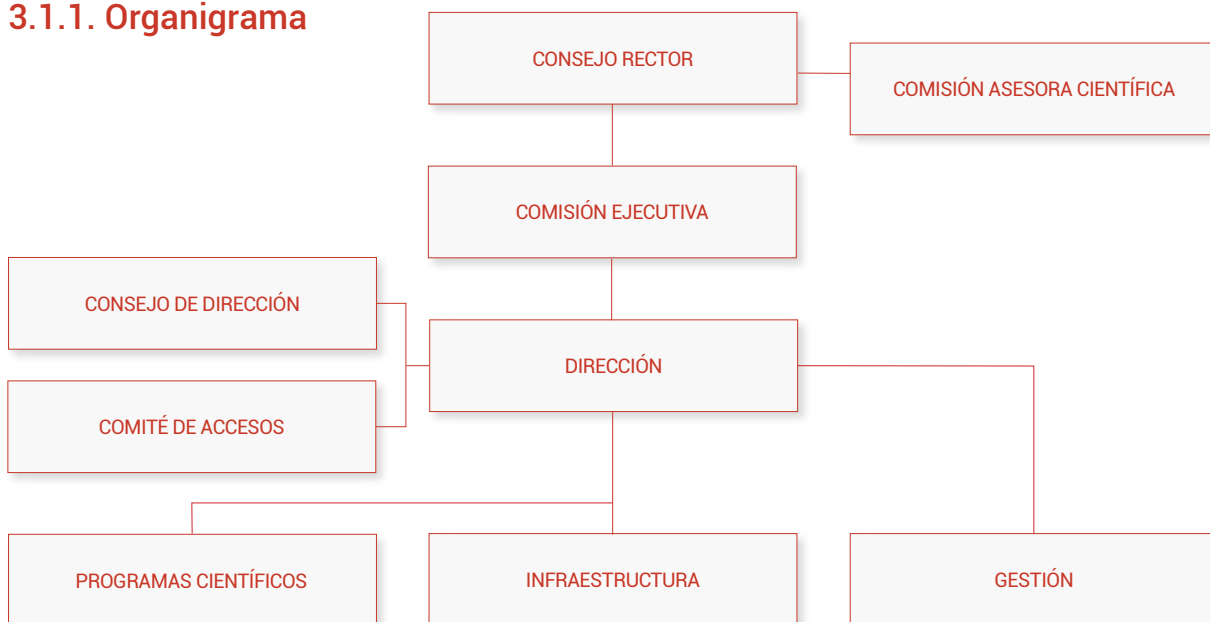 3.1.1. Organigrama
CONSEJO RECTOR
COMISIÓN ASESORA CIENTÍFICA
COMISIÓN EJECUTIVA
CONSEJO DE DIRECCIÓN
DIRECCIÓN
COMITÉ DE ACCESOS
PROGRAMAS CIENTÍFICOS
INFRAESTRUCTURA
GESTIÓN